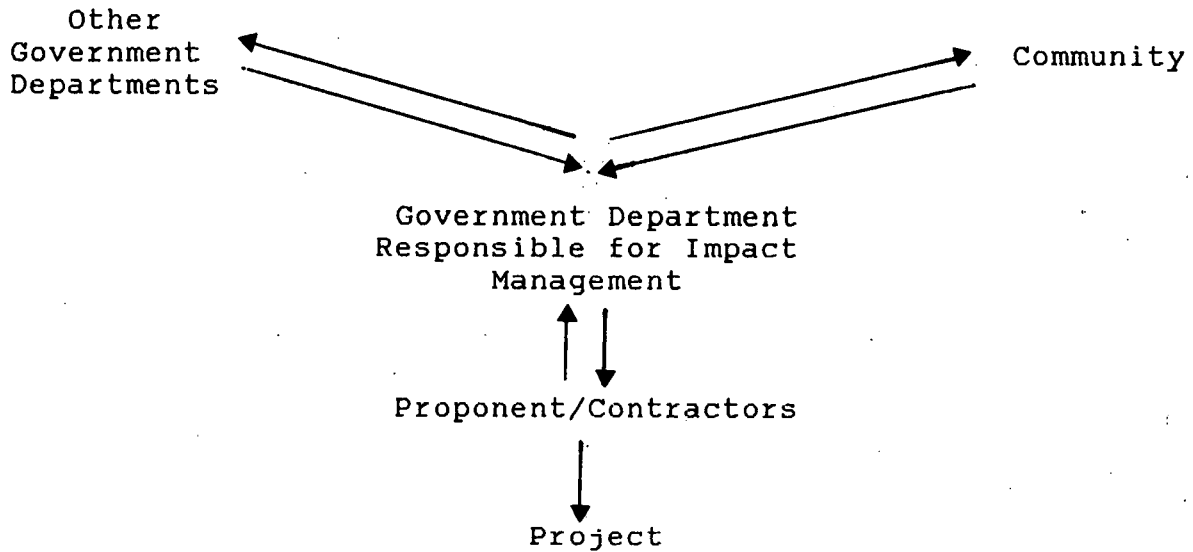 Other
Government
Departments
Community
Government Department
Responsible for Impact
Management
Proponent/Contractors
Project